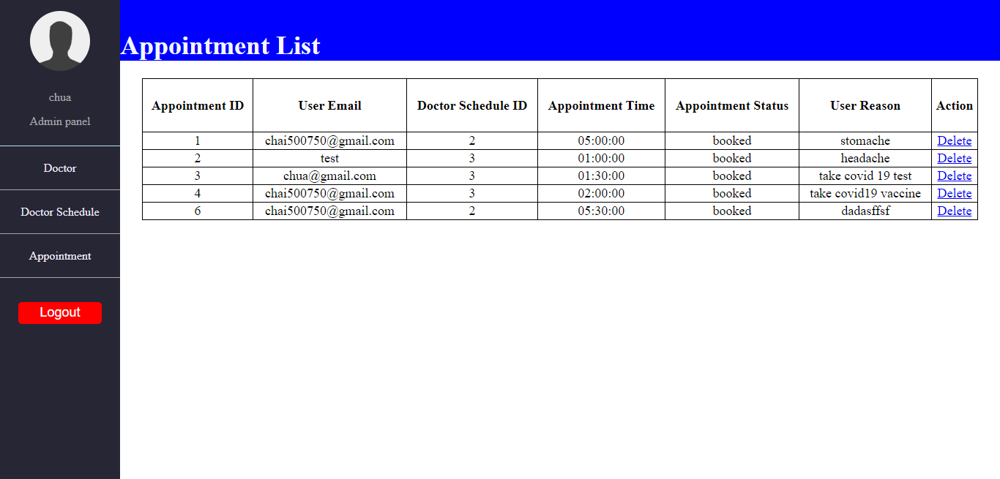 chua
Admin panel
Doctor
Doctor Schedule
Appointment
Logout
Appointment List
Appointment ID User Email Doctor Schedule ID Appointment Time Appointment Status User Reason Action
1 chai500750@gmail.com 2 05:00:00 booked stomache Delete
2 test 3 01:00:00 booked headache Delete
3 chua@gmail.com 3 01:30:00 booked take covid 19 test Delete
4 chai500750@gmail.com 3 02:00:00 booked take covid19 vaccine Delete
6 chai500750@gmail.com 2 05:30:00 booked dadasffsf Delete